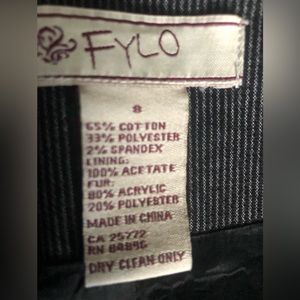 FYLO
8
65% COTTON
33% POLYESTER
2% SPANDEX
LINING:
100% ACETATE
FUR:
80% ACRYLIC
20% POLYESTER
MADE IN CHINA
CA 25772
RN 84896
DRY CLEAN ONLY